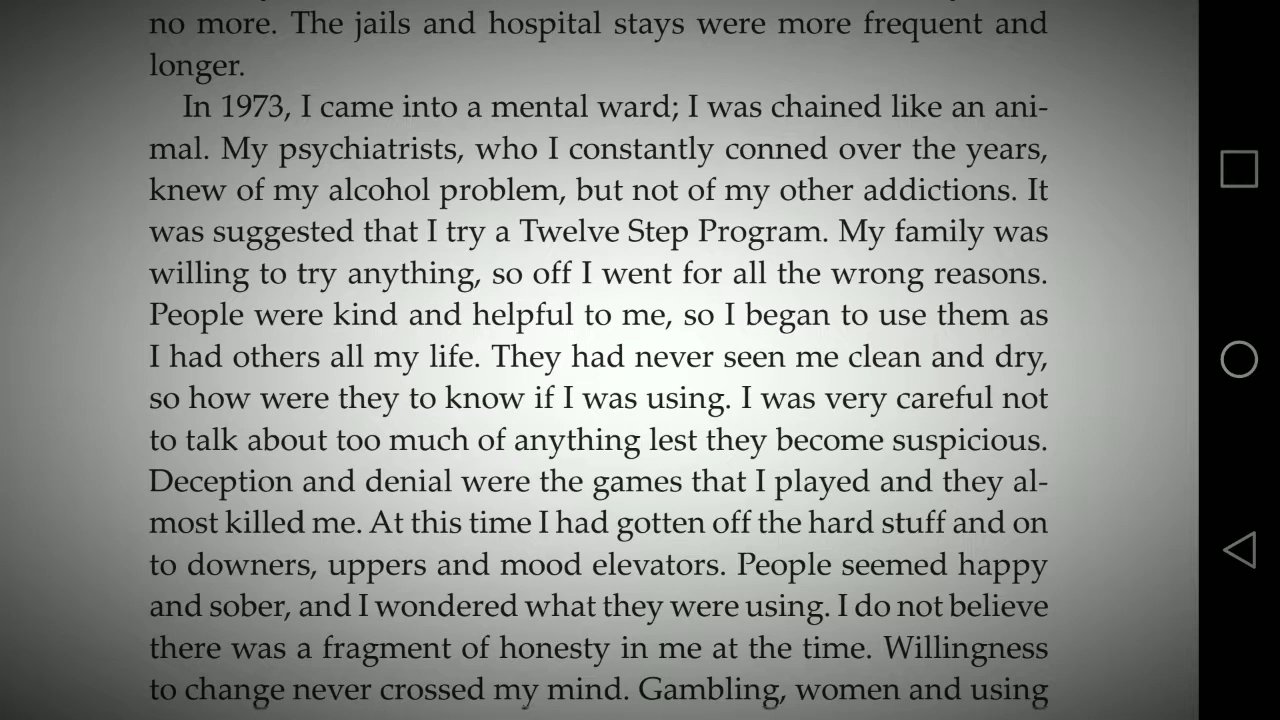 no more. The jails and hospital stays were more frequent and
longer.
In 1973, I came into a mental ward; I was chained like an ani-
mal. My psychiatrists, who I constantly conned over the years,
knew of my alcohol problem, but not of my other addictions. It
was suggested that I try a Twelve Step Program. My family was
willing to try anything, so off I went for all the wrong reasons.
People were kind and helpful to me, so I began to use them as
I had others all my life. They had never seen me clean and dry,
so how were they to know if I was using. I was very careful not
to talk about too much of anything lest they become suspicious.
Deception and denial were the games that I played and they al-
most killed me. At this time I had gotten off the hard stuff and on
to downers, uppers and mood elevators. People seemed happy
and sober, and I wondered what they were using. I do not believe
there was a fragment of honesty in me at the time. Willingness
to change never crossed my mind. Gambling, women and using